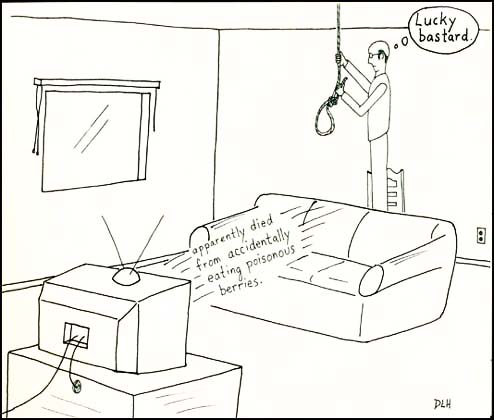 Lucky
bastard.
apparently died
from accidentally
eating poisonous
berries.
DLH